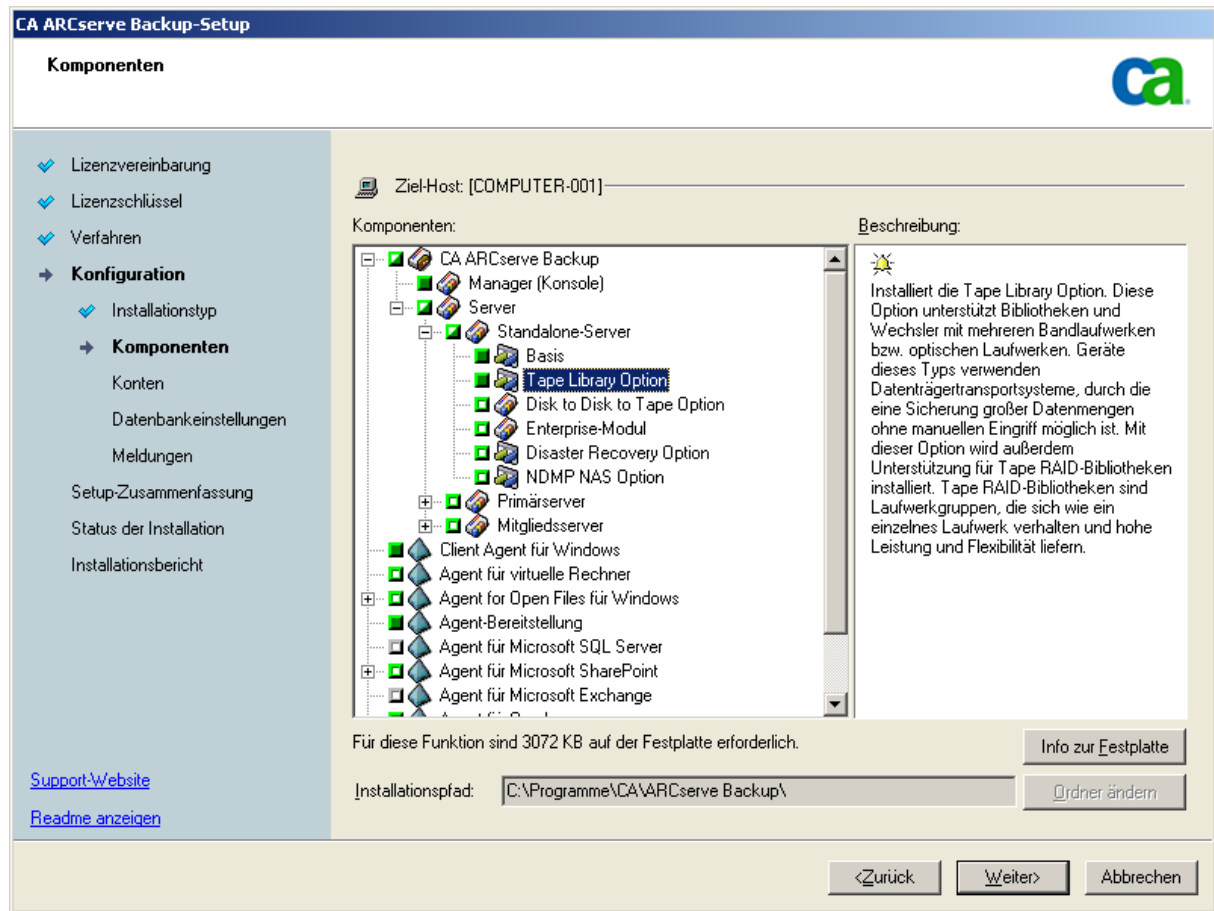 CA ARCserve Backup-Setup
Komponenten
ca
Lizenzvereinbarung
Lizenzschlüssel
Verfahren
Konfiguration
Installationstyp
Komponenten
Konten
Datenbankeinstellungen
Meldungen
Setup-Zusammenfassung
Status der Installation
Installationsbericht
Support-Website
Readme anzeigen
Ziel-Host: [COMPUTER-001]
Komponenten:
CA ARCserve Backup
Manager (Konsole)
Server
Standalone-Server
Basis
Tape Library Option
Disk to Disk to Tape Option
Enterprise-Modul
Disaster Recovery Option
NDMP NAS Option
Primärserver
Mitgliedsserver
Client Agent für Windows
Agent für virtuelle Rechner
Agent for Open Files für Windows
Agent-Bereitstellung
Agent für Microsoft SQL Server
Agent für Microsoft SharePoint
Agent für Microsoft Exchange
Beschreibung:
Installiert die Tape Library Option. Diese
Option unterstützt Bibliotheken und
Wechsler mit mehreren Bandlaufwerken
bzw. optischen Laufwerken. Geräte
dieses Typs verwenden
Datenträgertransportsysteme, durch die
eine Sicherung großer Datenmengen
ohne manuellen Eingriff möglich ist. Mit
dieser Option wird außerdem
Unterstützung für Tape RAID-Bibliotheken
installiert. Tape RAID-Bibliotheken sind
Laufwerkgruppen, die sich wie ein
einzelnes Laufwerk verhalten und hohe
Leistung und Flexibilität liefern.
Für diese Funktion sind 3072 KB auf der Festplatte erforderlich.
Info zur Festplatte
Installationspfad:
C:\Programme\CA\ARCserve Backup\
Ordner ändern
<Zurück
Weiter>
Abbrechen